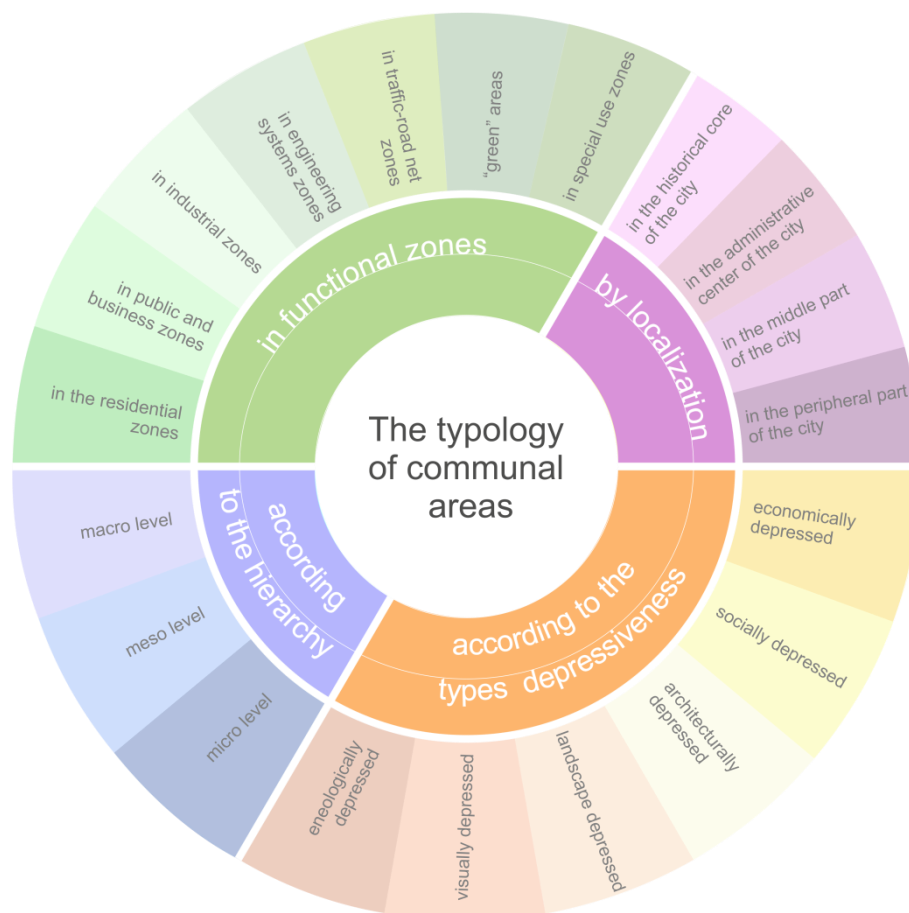 The typology
of communal
areas
in functional zones
in the residential
zones
in public and
business zones
in industrial zones
in engineering
systems zones
in traffic-road net
zones
“green” areas
in special use zones
by localization
in the historical core
of the city
in the administrative
center of the city
in the middle part
of the city
in the peripheral part
of the city
according to the
types depressiveness
economically
depressed
socially depressed
architecturally
depressed
landscape depressed
visually depressed
eneologically
depressed
according
to the hierarchy
micro level
meso level
macro level